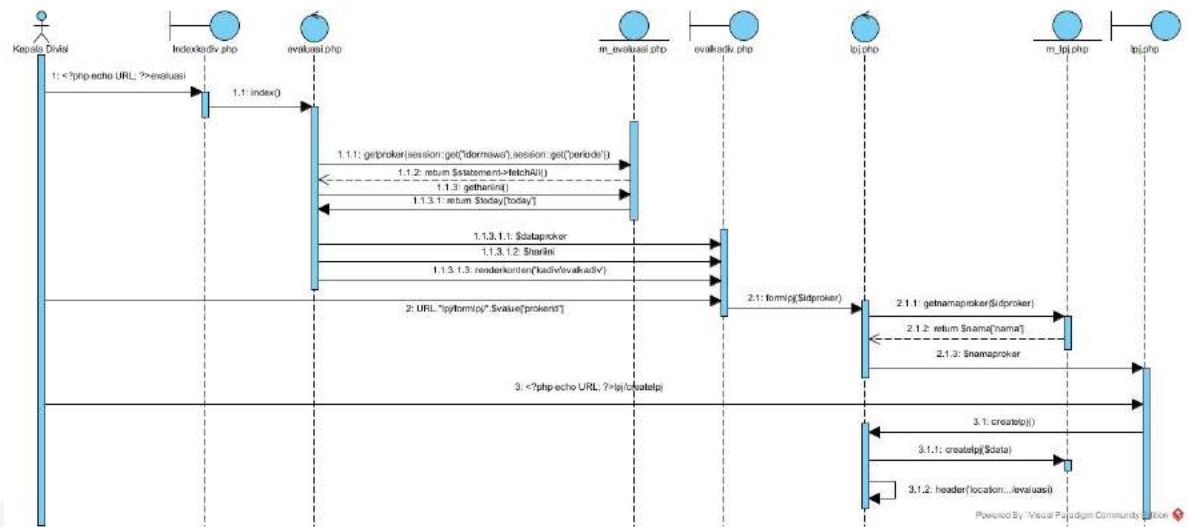 Kepala Divisi
Indexkadiv.php
evaluasi.php
m_evaluasi.php
evalkadiv.php
lpj.php
m_lpj.php
lpj.php
1: <?php echo URL; ?>evaluasi
1.1: index()
1.1.1: getproker(session::get('idormawa'),session::get('periode'))
1.1.2: return $statement->fetchAll()
1.1.3: gethariini()
1.1.3.1: return $today['today']
1.1.3.1.1: $dataproker
1.1.3.1.2: $hariini
1.1.3.1.3: renderkonten('kadiv/evalkadiv')
2: URL."lpj/formlpj/".$value['prokerid']
2.1: formlpj($idproker)
2.1.1: getnamaproker($idproker)
2.1.2: return $nama['nama']
2.1.3: $namaproker
3: <?php echo URL; ?>lpj/createlpj
3.1: createlpj()
3.1.1: createlpj($data)
3.1.2: header('location:../evaluasi)
Powered By Visual Paradigm Community Edition